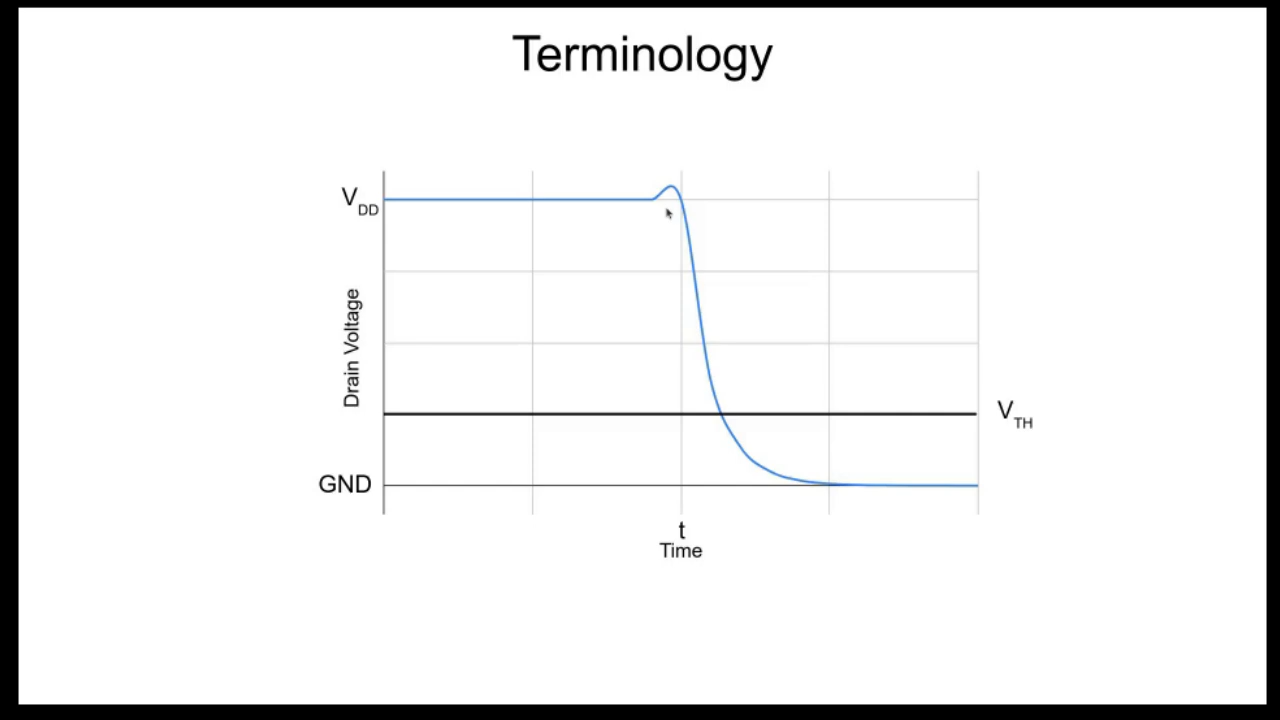 Terminology
VDD
Drain Voltage
VTH
GND
t
Time